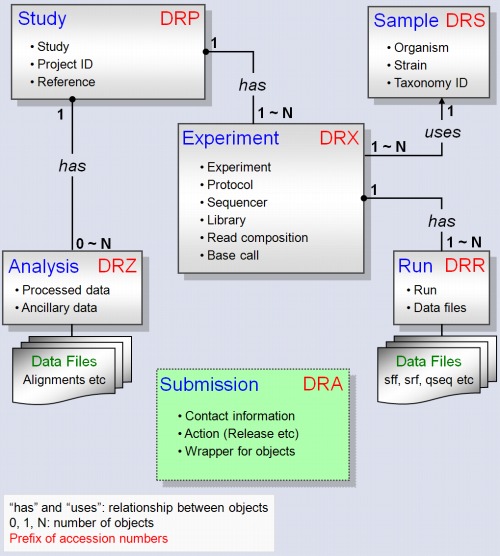 Study DRP
• Study
• Project ID
• Reference
Sample DRS
• Organism
• Strain
• Taxonomy ID
1
has
1 ~ N
1
uses
1 ~ N
Experiment DRX
• Experiment
• Protocol
• Sequencer
• Library
• Read composition
• Base call
1
has
0 ~ N
1
has
1 ~ N
Analysis DRZ
• Processed data
• Ancillary data
Run DRR
• Run
• Data files
Data Files
Alignments etc
Data Files
sff, srf, qseq etc
Submission DRA
• Contact information
• Action (Release etc)
• Wrapper for objects
“has” and “uses”: relationship between objects
0, 1, N: number of objects
Prefix of accession numbers